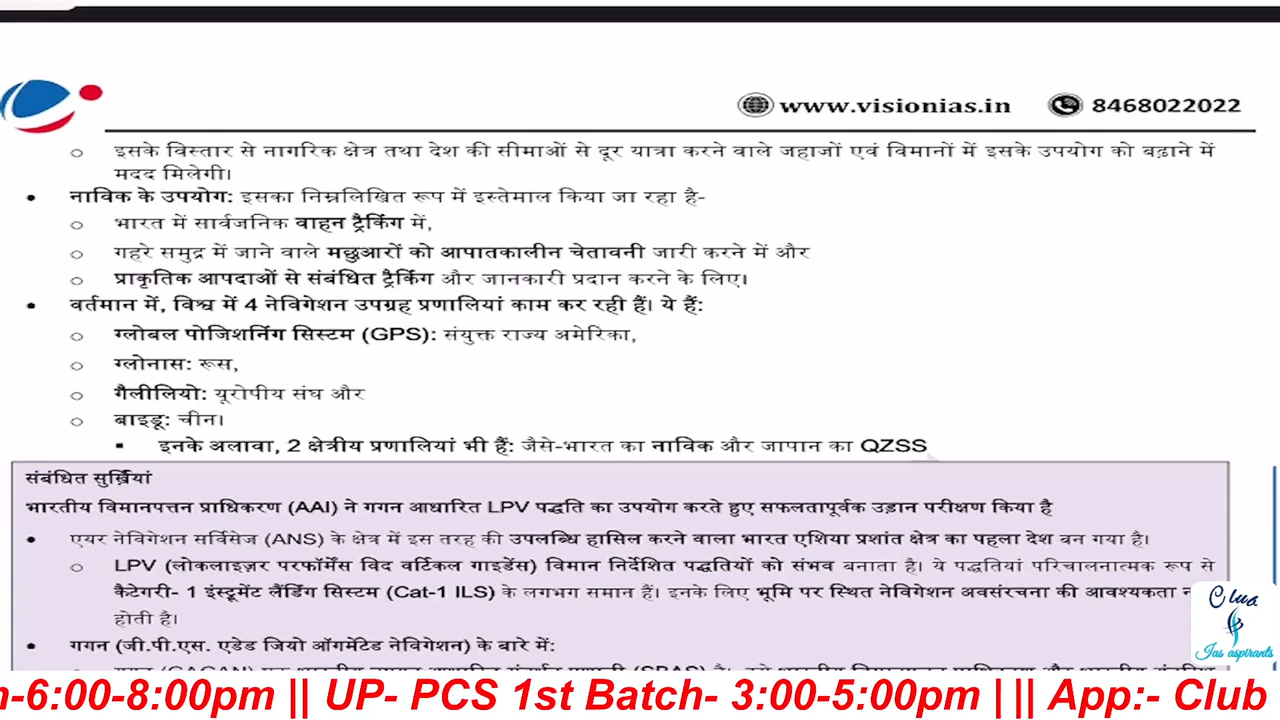 www.visionias.in 8468022022
○ इसके विस्तार से नागरिक क्षेत्र तथा देश की सीमाओं से दूर यात्रा करने वाले जहाजों एवं विमानों में इसके उपयोग को बढ़ाने में
मदद मिलेगी।
• नाविक के उपयोग: इसका निम्नलिखित रूप में इस्तेमाल किया जा रहा है-
○ भारत में सार्वजनिक वाहन ट्रैकिंग में,
○ गहरे समुद्र में जाने वाले मछुआरों को आपातकालीन चेतावनी जारी करने में और
○ प्राकृतिक आपदाओं से संबंधित ट्रैकिंग और जानकारी प्रदान करने के लिए।
• वर्तमान में, विश्व में 4 नेविगेशन उपग्रह प्रणालियां काम कर रही हैं। ये हैं:
○ ग्लोबल पोजिशनिंग सिस्टम (GPS): संयुक्त राज्य अमेरिका,
○ ग्लोनास: रूस,
○ गैलीलियो: यूरोपीय संघ और
○ बाइडू: चीन।
▪ इनके अलावा, 2 क्षेत्रीय प्रणालियां भी हैं: जैसे-भारत का नाविक और जापान का QZSS
संबंधित सुर्ख़ियां
भारतीय विमानपत्तन प्राधिकरण (AAI) ने गगन आधारित LPV पद्धति का उपयोग करते हुए सफलतापूर्वक उड़ान परीक्षण किया है
• एयर नेविगेशन सर्विसेज (ANS) के क्षेत्र में इस तरह की उपलब्धि हासिल करने वाला भारत एशिया प्रशांत क्षेत्र का पहला देश बन गया है।
○ LPV (लोकलाइज़र परफॉर्मेंस विद वर्टिकल गाइडेंस) विमान निर्देशित पद्धतियों को संभव बनाता है। ये पद्धतियां परिचालनात्मक रूप से
कैटेगरी- 1 इंस्ट्रूमेंट लैंडिंग सिस्टम (Cat-1 ILS) के लगभग समान हैं। इनके लिए भूमि पर स्थित नेविगेशन अवसंरचना की आवश्यकता
होती है।
• गगन (जी.पी.एस. एडेड जियो ऑगमेंटेड नेविगेशन) के बारे में:
Ias aspirants
-6:00-8:00pm || UP- PCS 1st Batch- 3:00-5:00pm | || App:- Club